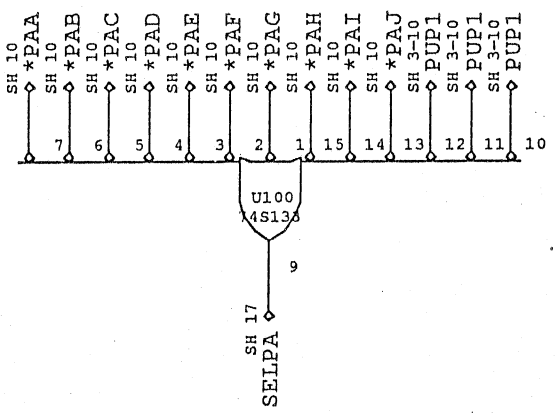 SH 10 *PAA
SH 10 *PAB
SH 10 *PAC
SH 10 *PAD
SH 10 *PAE
SH 10 *PAF
SH 10 *PAG
SH 10 *PAH
SH 10 *PAI
SH 10 *PAJ
SH 3-10 PUP1
SH 3-10 PUP1
SH 3-10 PUP1
7 6 5 4 3 2 1 15 14 13 12 11 10
U100
74S133
9
SH 17
SELPA